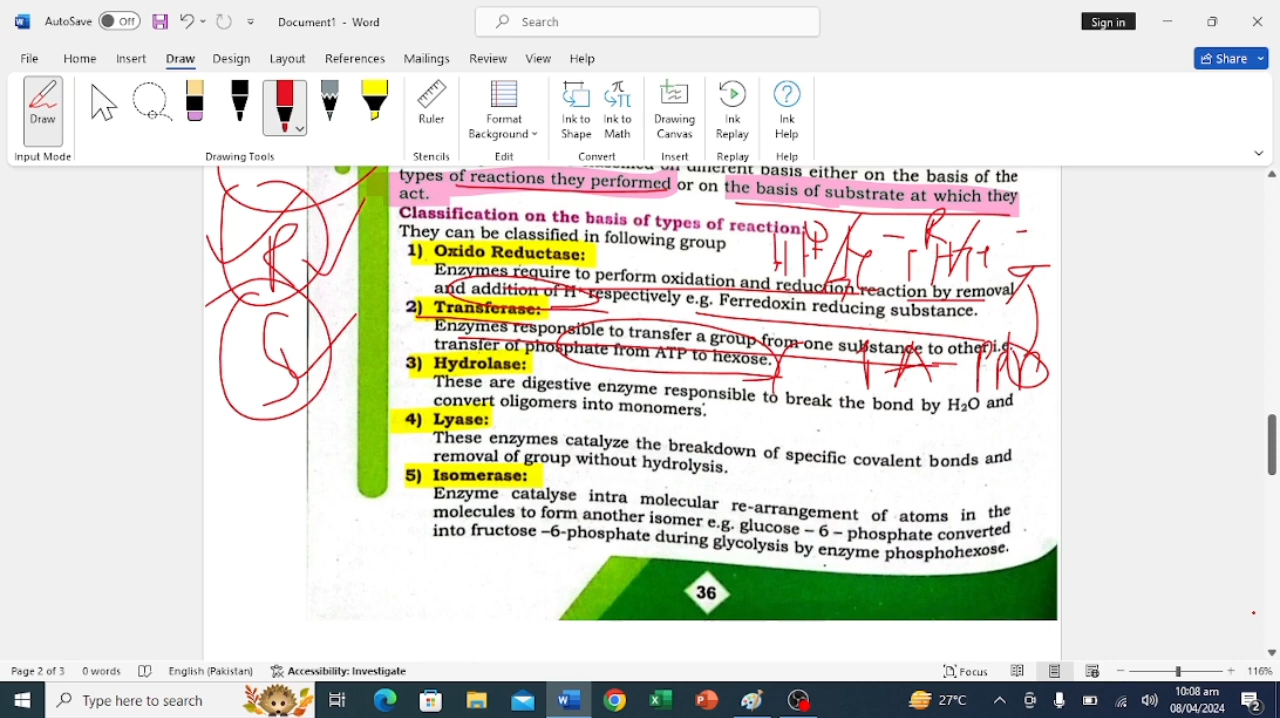 AutoSave Off Document1 - Word Search Sign in
File Home Insert Draw Design Layout References Mailings Review View Help Share
Draw Ruler Format Background Ink to Shape Ink to Math Drawing Canvas Ink Replay Ink Help
Input Mode Drawing Tools Stencils Edit Convert Insert Replay Help
different basis either on the basis of the
types of reactions they performed or on the basis of substrate at which they
act.
Classification on the basis of types of reaction:
They can be classified in following group
1) Oxido Reductase:
Enzymes require to perform oxidation and reduction reaction by removal
and addition of H⁺ respectively e.g. Ferredoxin reducing substance.
2) Transferase:
Enzymes responsible to transfer a group from one substance to other i.e.
transfer of phosphate from ATP to hexose.
3) Hydrolase:
These are digestive enzyme responsible to break the bond by H₂O and
convert oligomers into monomers.
4) Lyase:
These enzymes catalyze the breakdown of specific covalent bonds and
removal of group without hydrolysis.
5) Isomerase:
Enzyme catalyse intra molecular re-arrangement of atoms in the
molecules to form another isomer e.g. glucose – 6 – phosphate converted
into fructose –6-phosphate during glycolysis by enzyme phosphohexose.
36
Page 2 of 3 0 words English (Pakistan) Accessibility: Investigate Focus 116%
Type here to search 27°C 10:08 am
08/04/2024 2